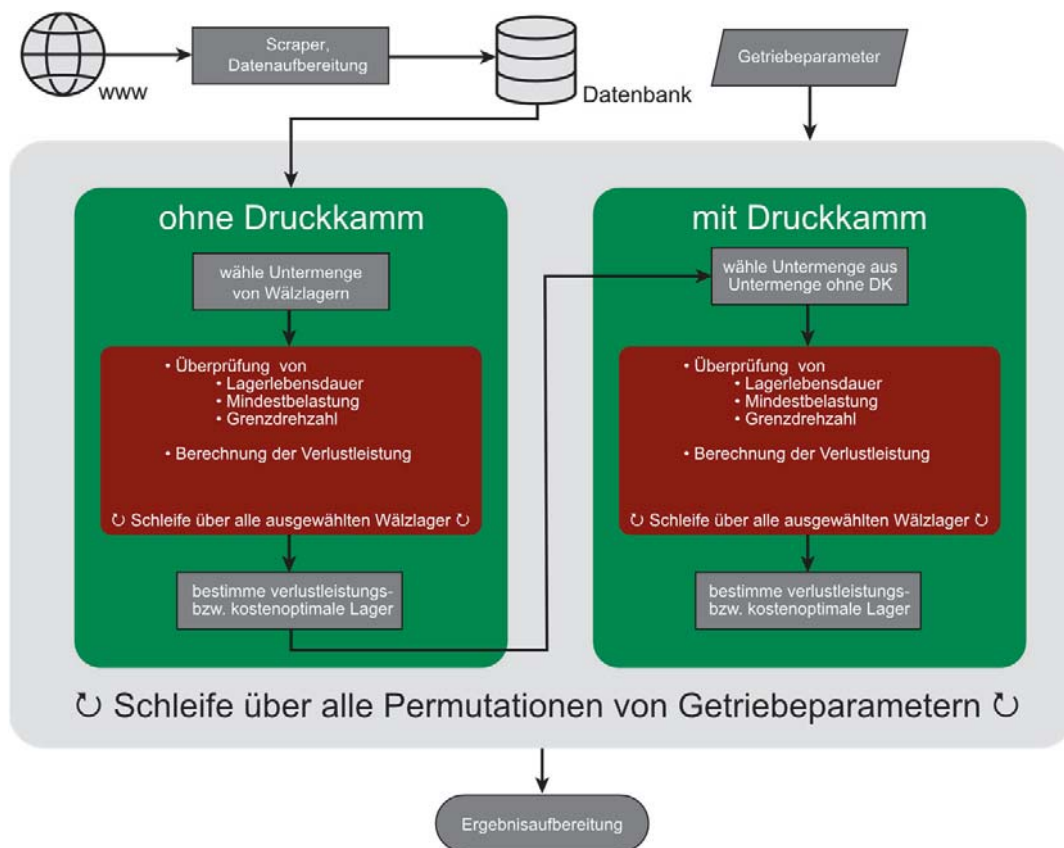 Scraper,
Datenaufbereitung
www
Datenbank
Getriebeparameter
ohne Druckkamm
wähle Untermenge
von Wälzlagern
• Überprüfung von
• Lagerlebensdauer
• Mindestbelastung
• Grenzdrehzahl
• Berechnung der Verlustleistung
↻ Schleife über alle ausgewählten Wälzlager ↻
bestimme verlustleistungs-
bzw. kostenoptimale Lager
mit Druckkamm
wähle Untermenge aus
Untermenge ohne DK
• Überprüfung von
• Lagerlebensdauer
• Mindestbelastung
• Grenzdrehzahl
• Berechnung der Verlustleistung
↻ Schleife über alle ausgewählten Wälzlager ↻
bestimme verlustleistungs-
bzw. kostenoptimale Lager
↻ Schleife über alle Permutationen von Getriebeparametern ↻
Ergebnisaufbereitung